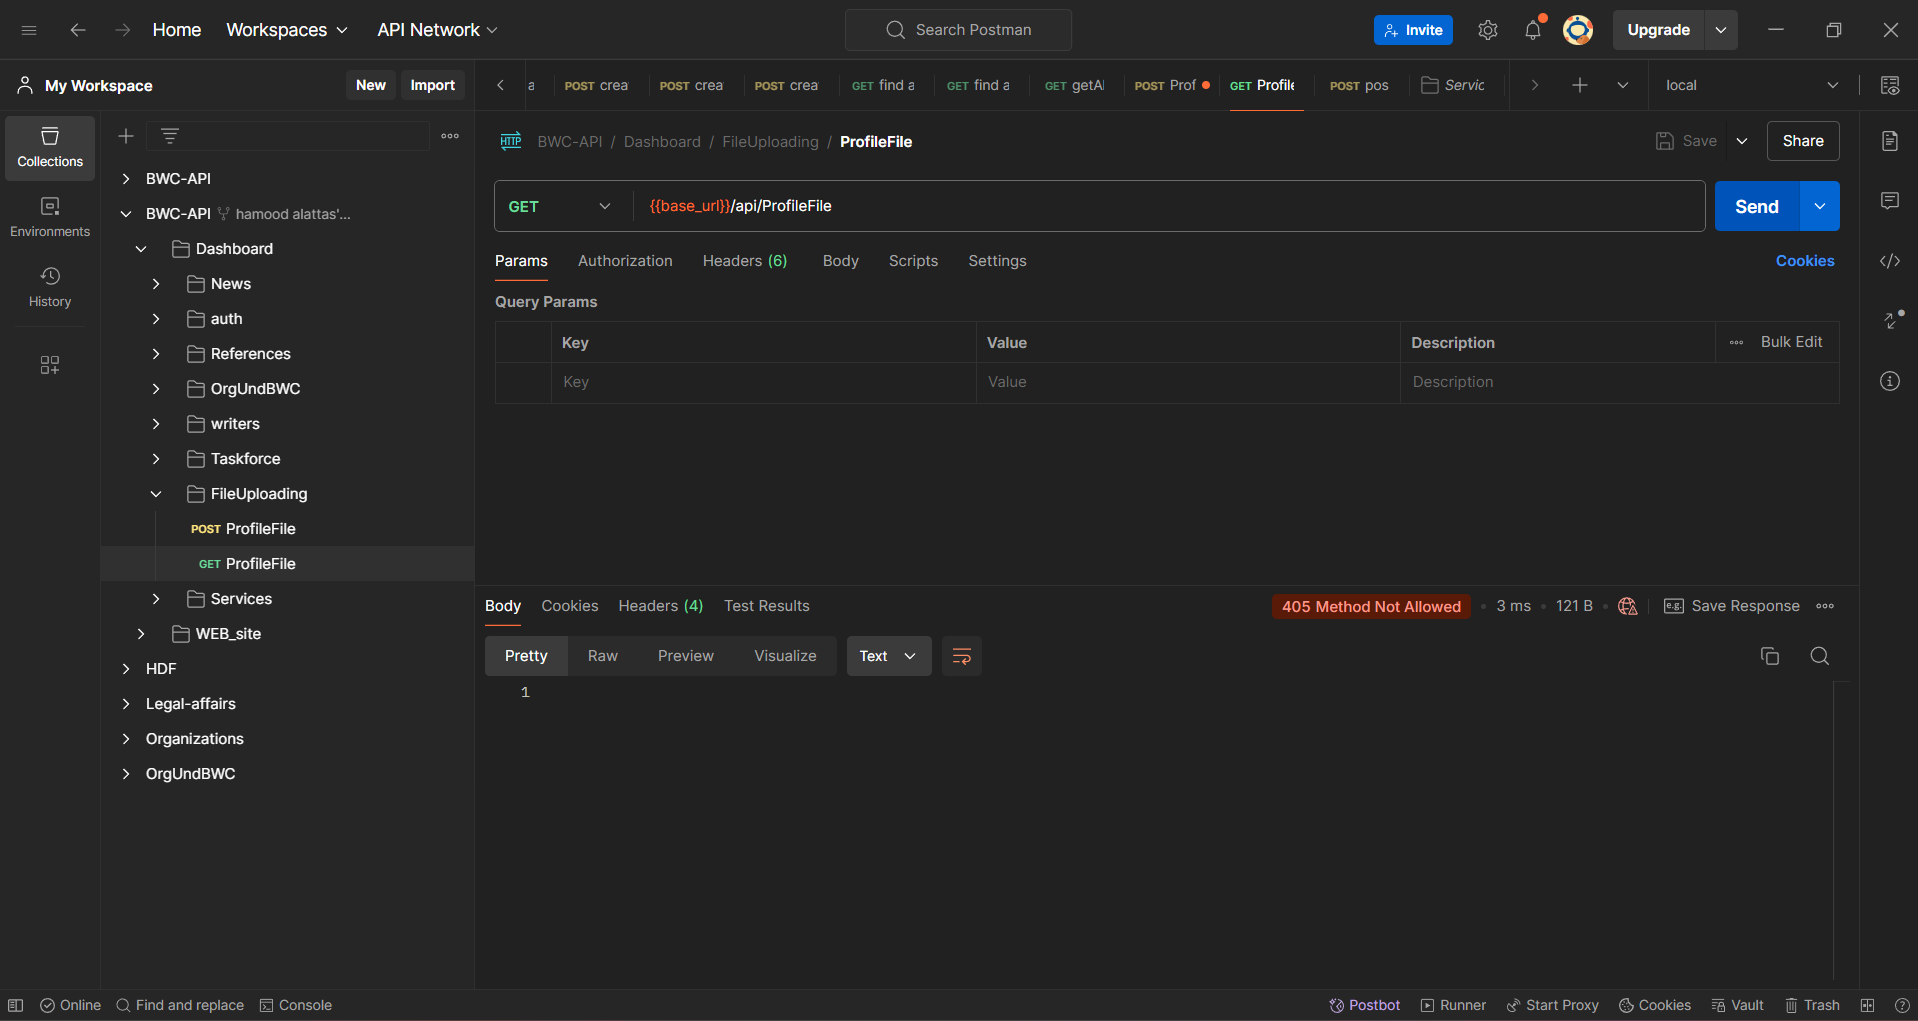 Home
Workspaces
API Network
Search Postman
Invite
Upgrade
My Workspace
New
Import
POST crea
POST crea
POST crea
GET find a
GET find a
GET getAl
POST Prof
GET Profile
POST pos
Servic
local
Collections
Environments
History
BWC-API
BWC-API hamood alattas'...
Dashboard
News
auth
References
OrgUndBWC
writers
Taskforce
FileUploading
POST ProfileFile
GET ProfileFile
Services
WEB_site
HDF
Legal-affairs
Organizations
OrgUndBWC
HTTP BWC-API / Dashboard / FileUploading / ProfileFile
Save
Share
GET
{{base_url}}/api/ProfileFile
Send
Params Authorization Headers (6) Body Scripts Settings
Cookies
Query Params
Key Value Description Bulk Edit
Key Value Description
Body Cookies Headers (4) Test Results
405 Method Not Allowed • 3 ms • 121 B
e.g. Save Response
Pretty Raw Preview Visualize Text
1
Online Find and replace Console
Postbot Runner Start Proxy Cookies Vault Trash